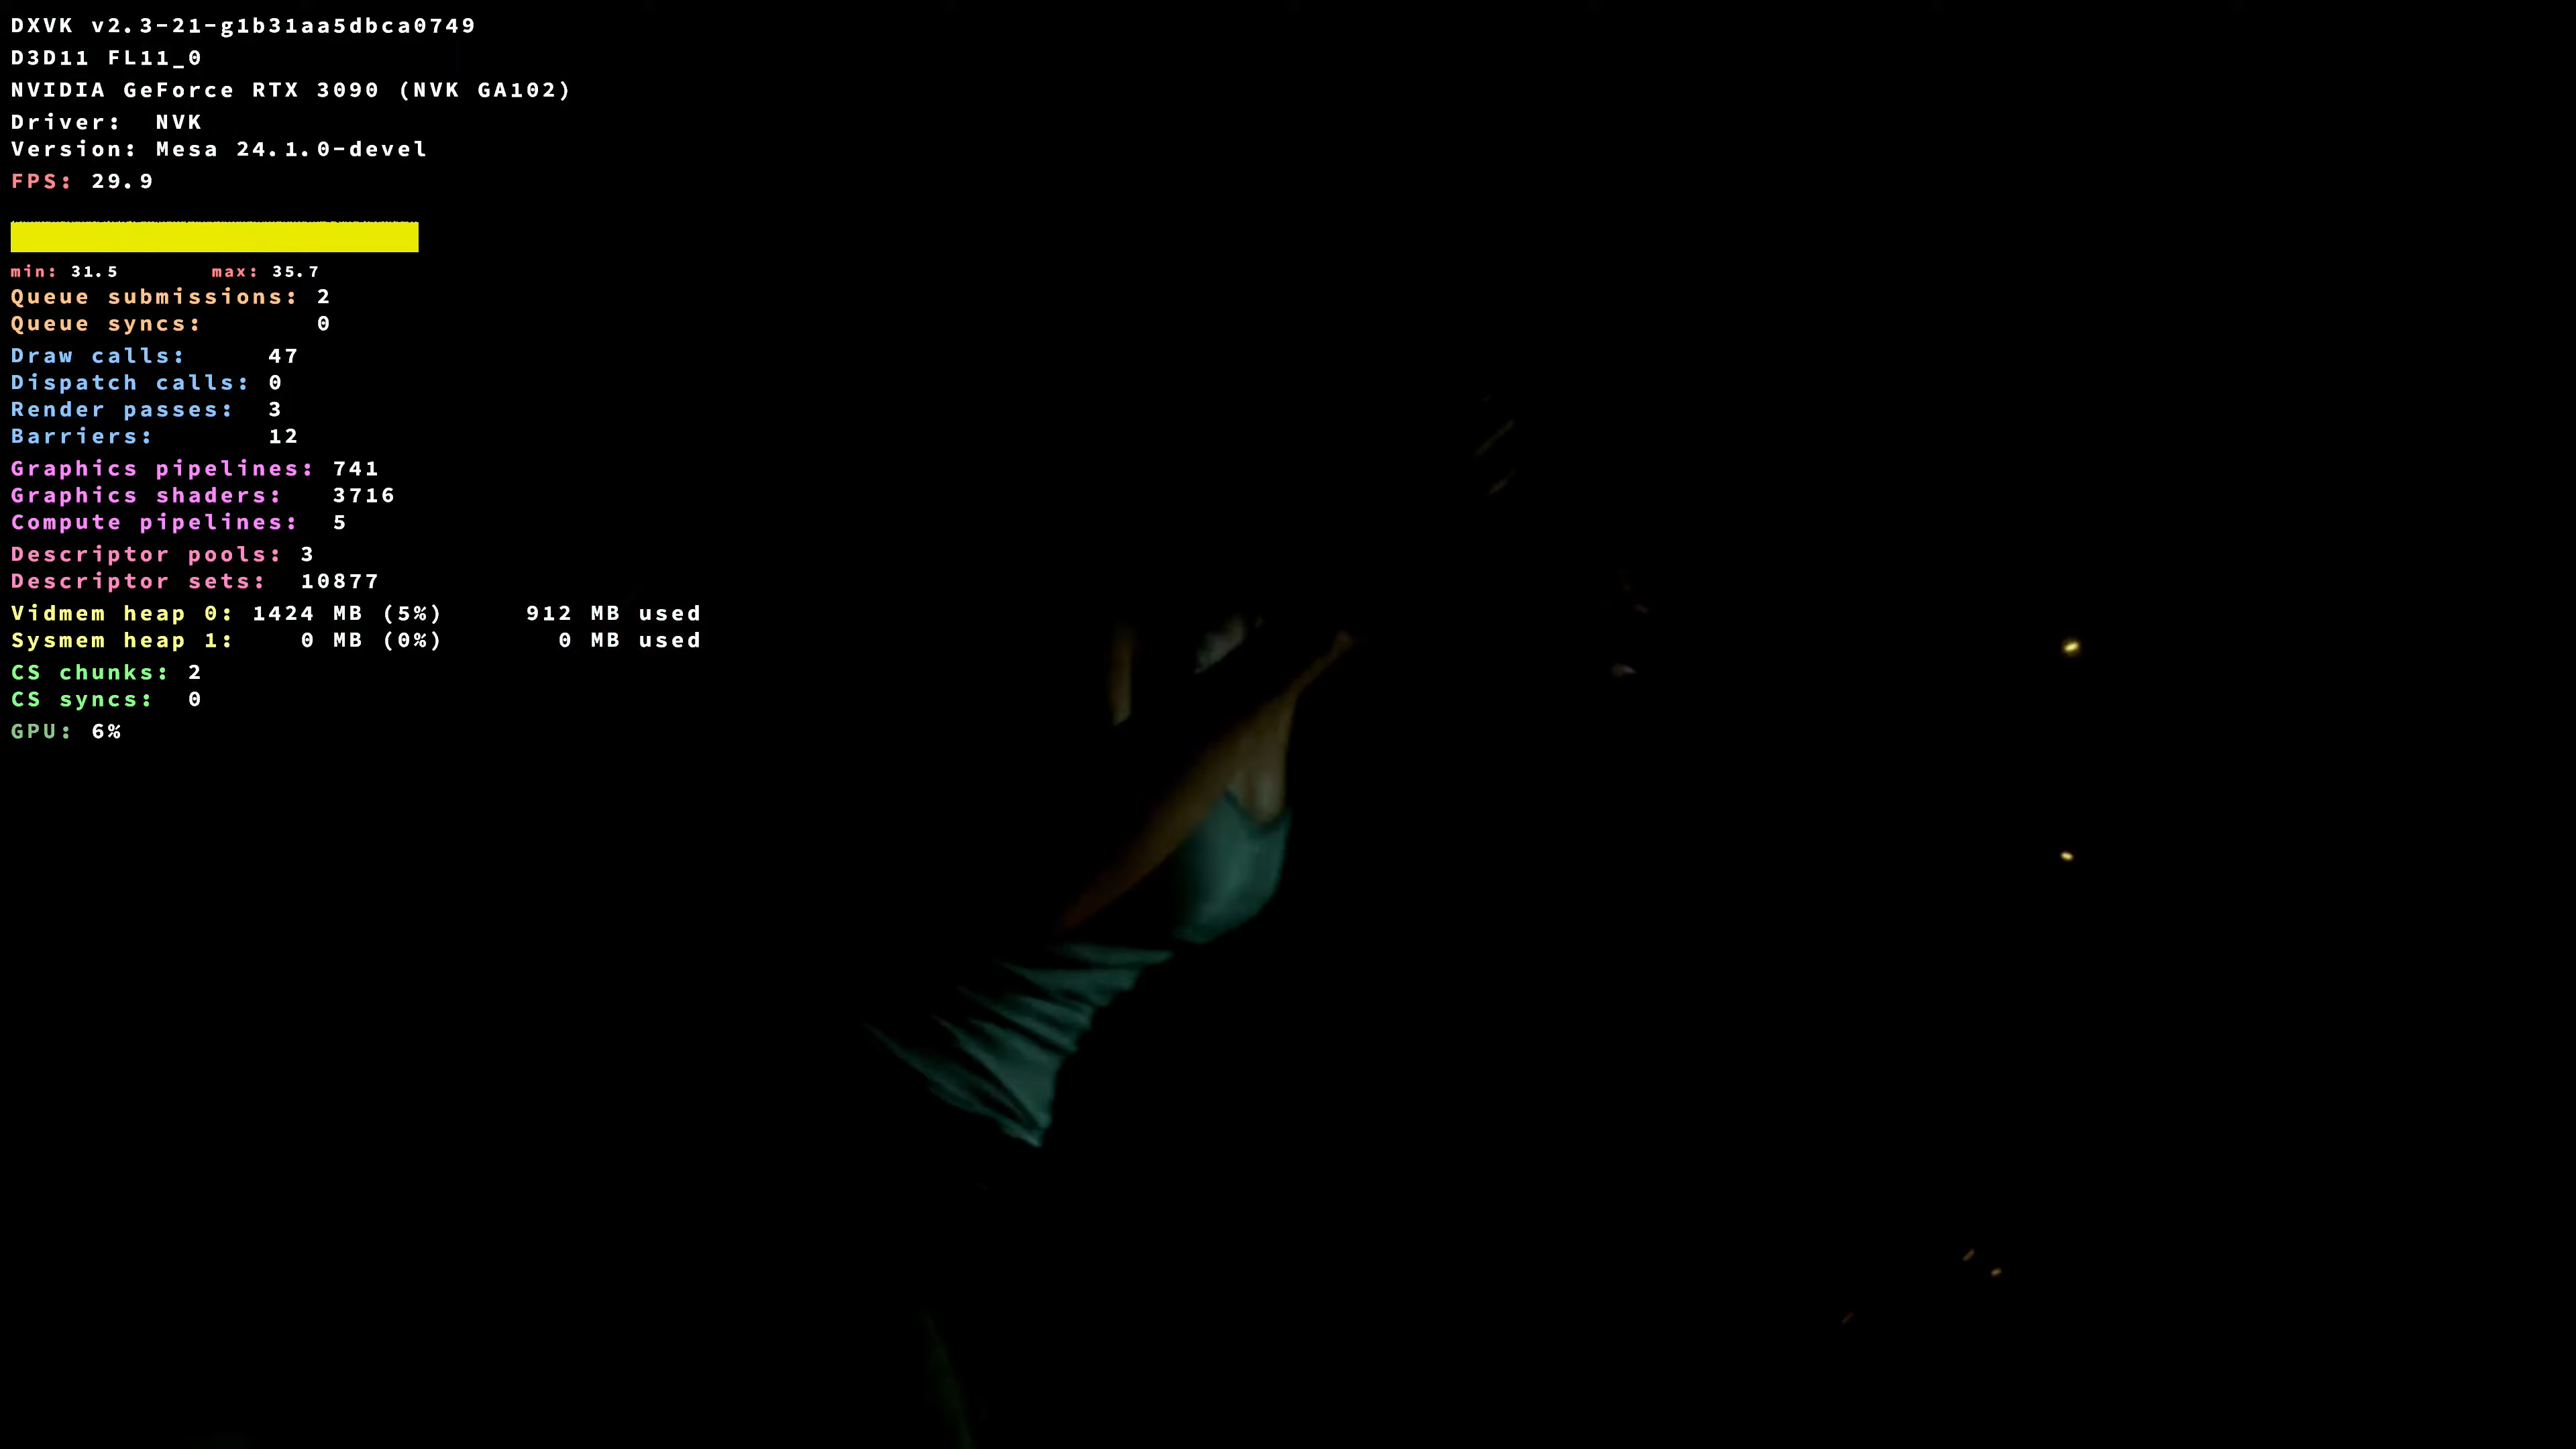 DXVK v2.3-21-g1b31aa5dbca0749
D3D11 FL11_0
NVIDIA GeForce RTX 3090 (NVK GA102)
Driver: NVK
Version: Mesa 24.1.0-devel
FPS: 29.9
min: 31.5 max: 35.7
Queue submissions: 2
Queue syncs: 0
Draw calls: 47
Dispatch calls: 0
Render passes: 3
Barriers: 12
Graphics pipelines: 741
Graphics shaders: 3716
Compute pipelines: 5
Descriptor pools: 3
Descriptor sets: 10877
Vidmem heap 0: 1424 MB (5%) 912 MB used
Sysmem heap 1: 0 MB (0%) 0 MB used
CS chunks: 2
CS syncs: 0
GPU: 6%